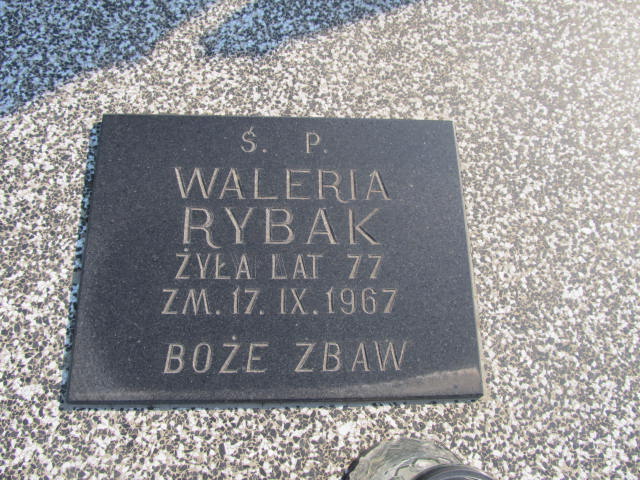 Ś. P.
WALERIA
RYBAK
ŻYŁA LAT 77
ZM. 17. IX. 1967
BOŻE ZBAW